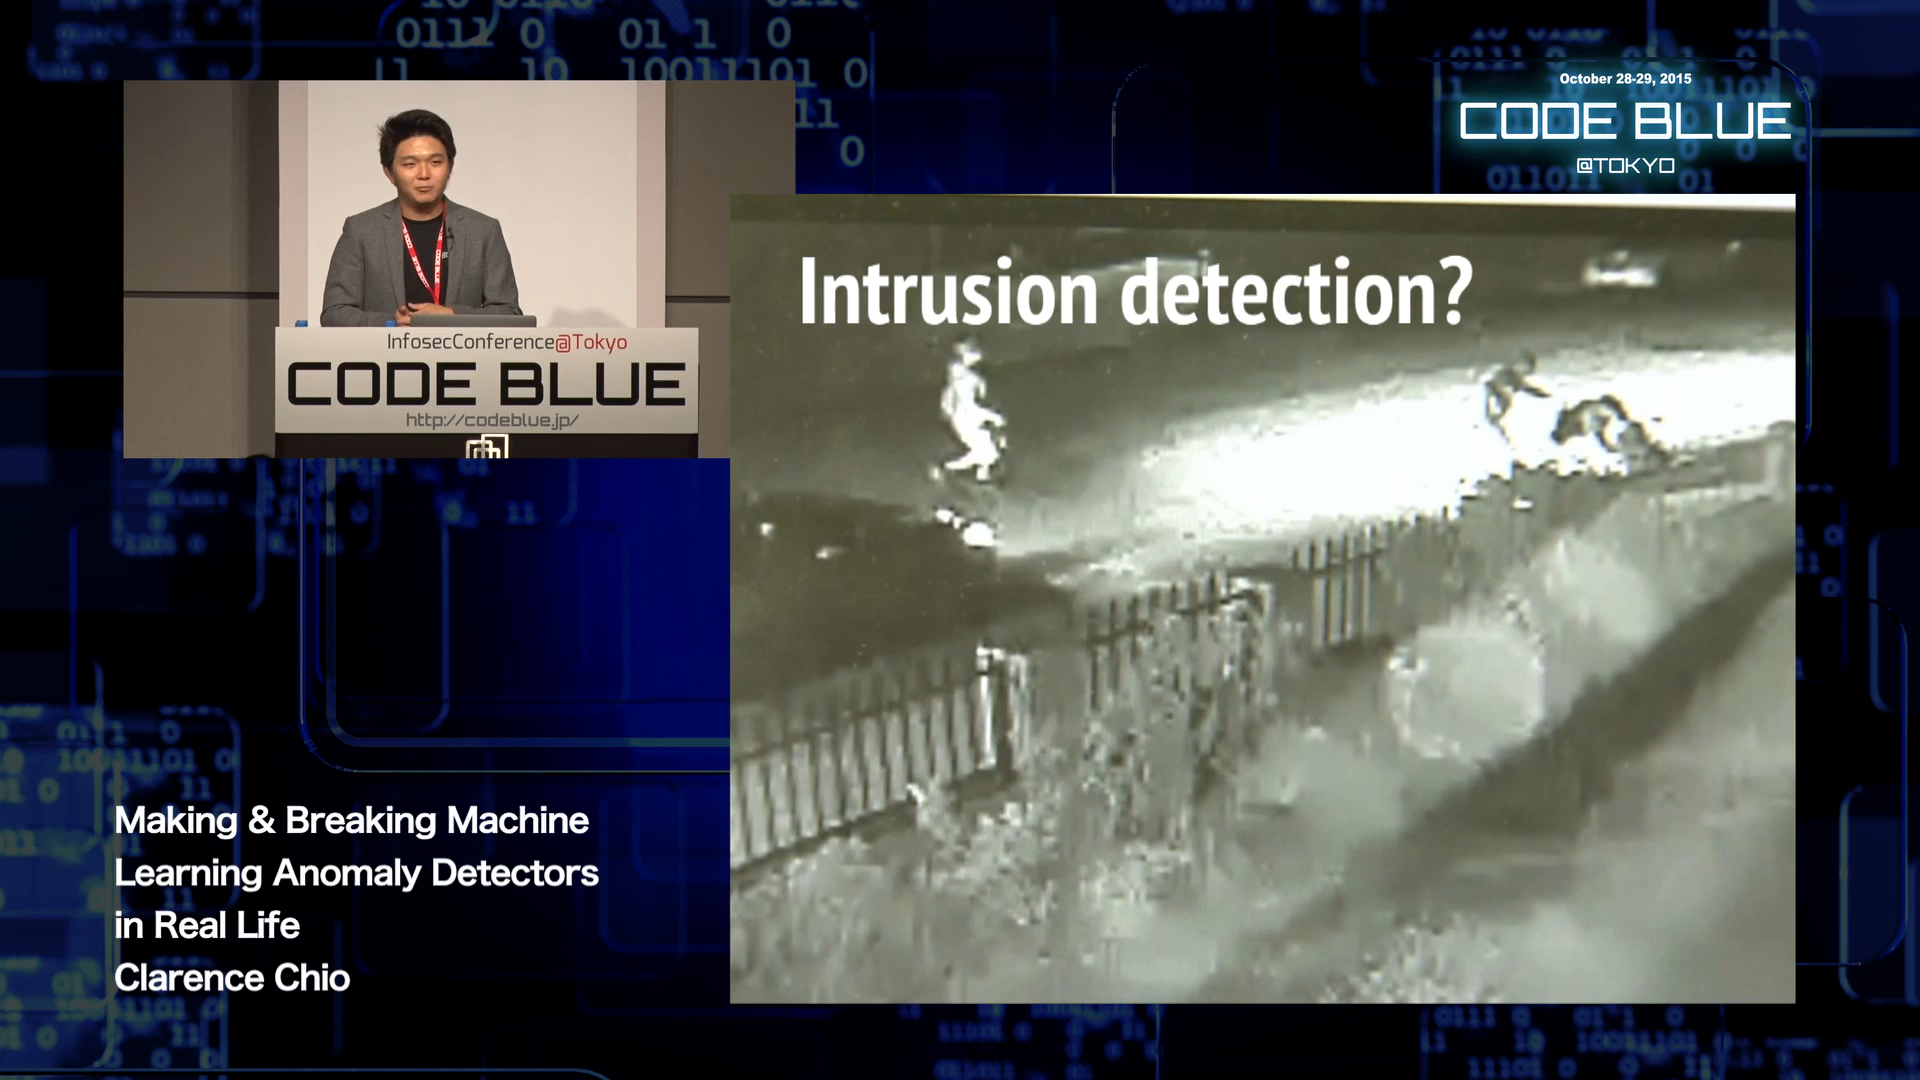 October 28-29, 2015
CODE BLUE
@TOKYO
InfosecConference@Tokyo
CODE BLUE
http://codeblue.jp/
Intrusion detection?
Making & Breaking Machine
Learning Anomaly Detectors
in Real Life
Clarence Chio